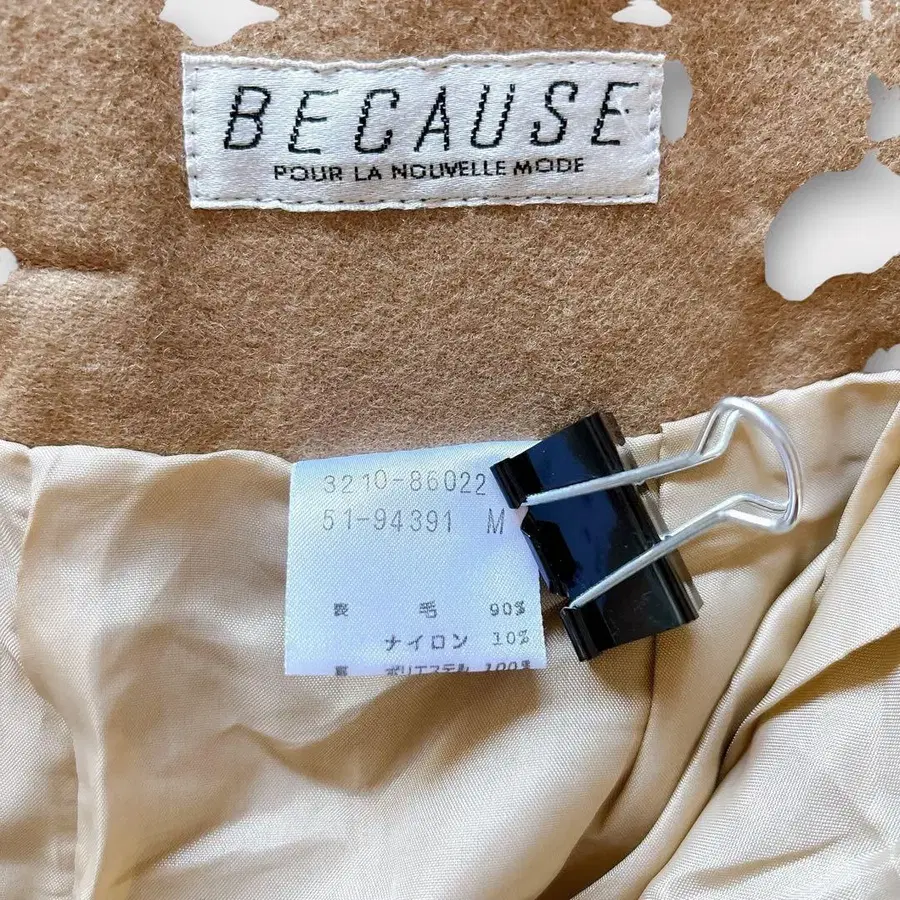 BECAUSE
POUR LA NOUVELLE MODE
3210-86022
51-94391 M
表 毛 90%
ナイロン 10%
裏 ポリエステル 100%